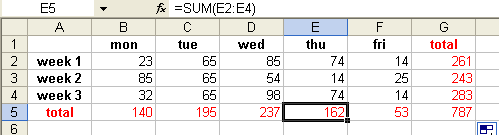 E5 fx =SUM(E2:E4)
A B C D E F G
1 mon tue wed thu fri total
2 week 1 23 65 85 74 14 261
3 week 2 85 65 54 14 25 243
4 week 3 32 65 98 74 14 283
5 total 140 195 237 162 53 787
6